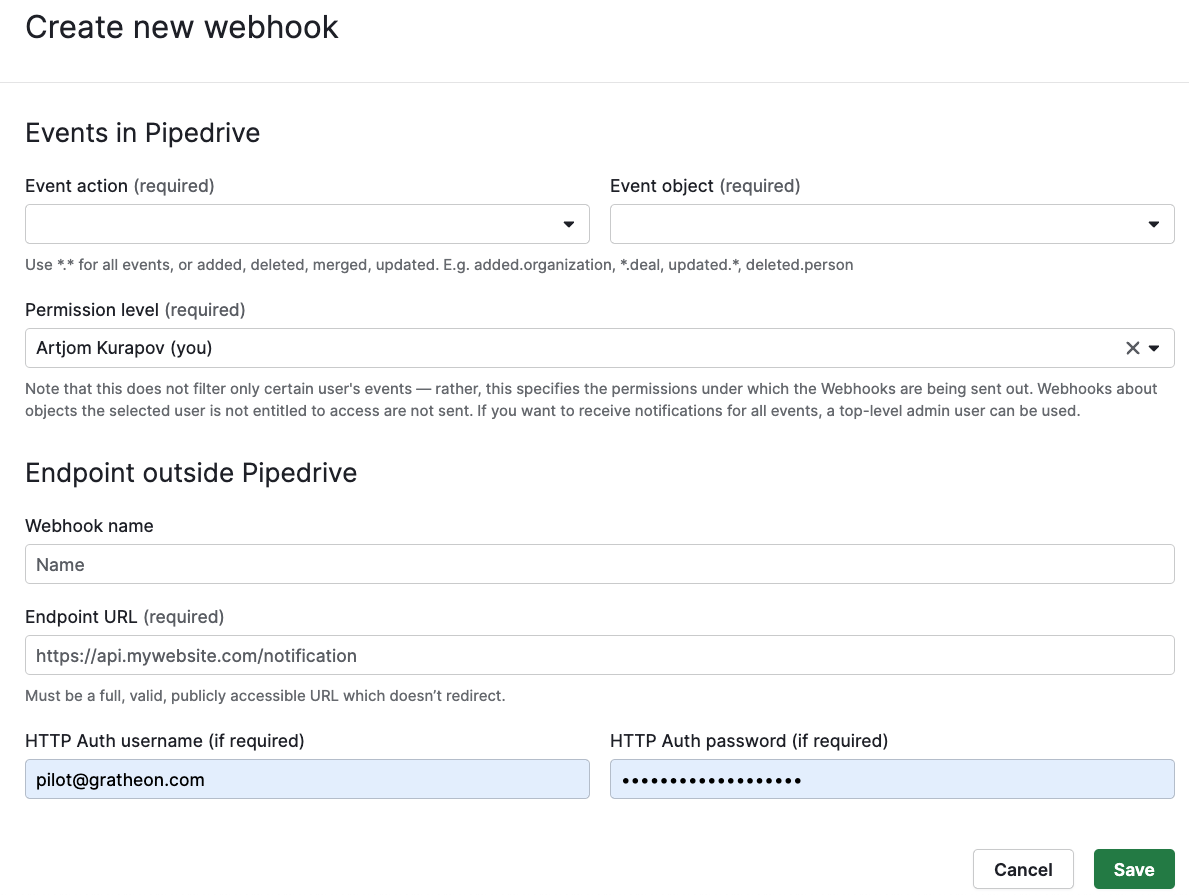 Create new webhook
Events in Pipedrive
Event action (required)
Event object (required)
Use *.* for all events, or added, deleted, merged, updated. E.g. added.organization, *.deal, updated.*, deleted.person
Permission level (required)
Artjom Kurapov (you)
Note that this does not filter only certain user's events — rather, this specifies the permissions under which the Webhooks are being sent out. Webhooks about
objects the selected user is not entitled to access are not sent. If you want to receive notifications for all events, a top-level admin user can be used.
Endpoint outside Pipedrive
Webhook name
Name
Endpoint URL (required)
https://api.mywebsite.com/notification
Must be a full, valid, publicly accessible URL which doesn’t redirect.
HTTP Auth username (if required)
HTTP Auth password (if required)
pilot@gratheon.com
•••••••••••••••••••
Cancel
Save